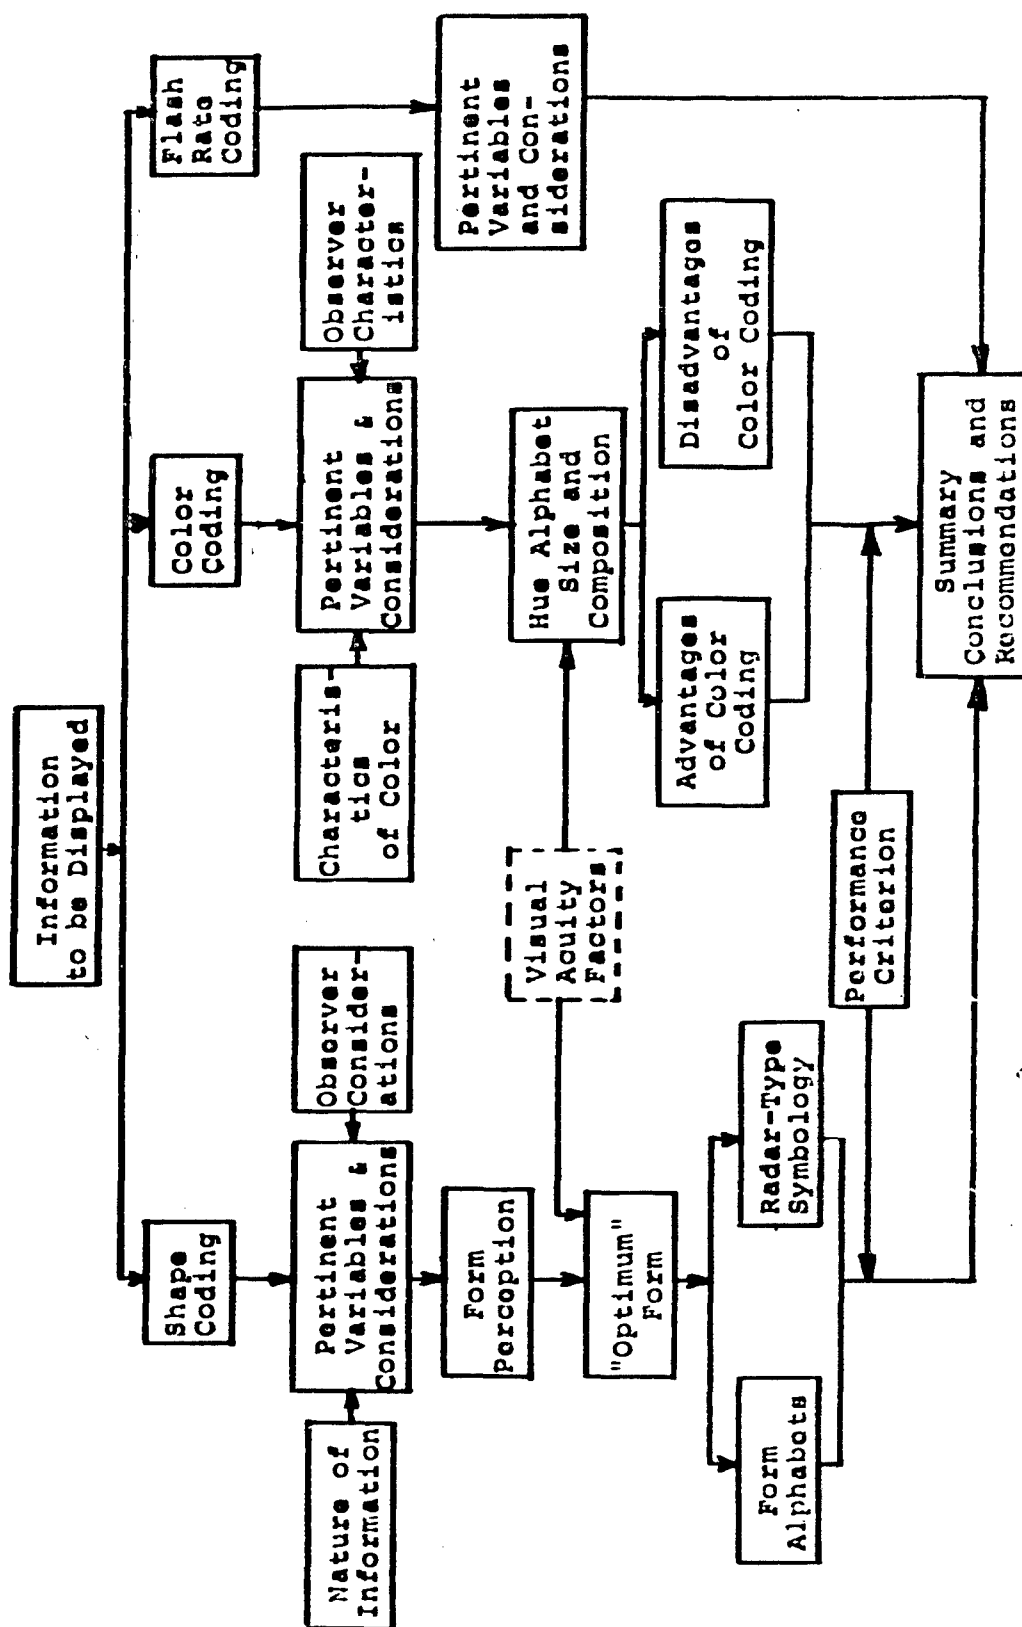 Information
to be Displayed
Shape
Coding
Color
Coding
Flash
Rate
Coding
Nature of
Information
Pertinent
Variables &
Considerations
Observer
Consider-
ations
Characteris-
tics
of Color
Pertinent
Variables &
Considerations
Observer
Character-
istics
Pertinent
Variables
and Con-
siderations
Form
Perception
Visual
Acuity
Factors
Hue Alphabet
Size and
Composition
"Optimum"
Form
Advantages
of Color
Coding
Disadvantages
of
Color Coding
Form
Alphabets
Radar-Type
Symbology
Performance
Criterion
Summary
Conclusions and
Recommendations